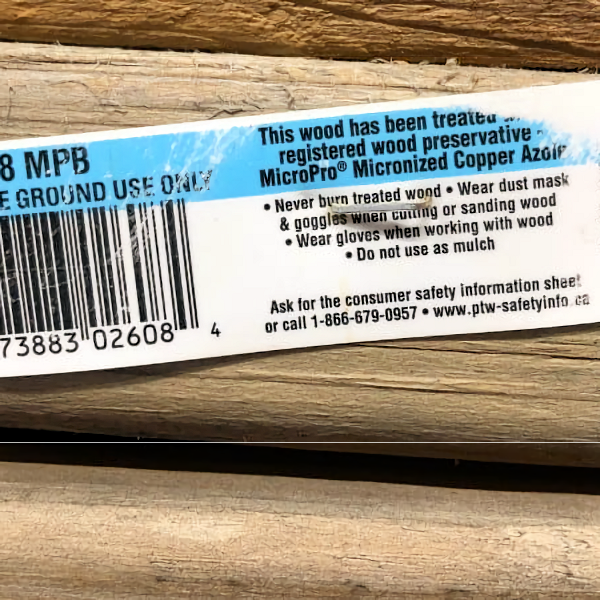 8 MPB
E GROUND USE ONLY
73883 02608 4
This wood has been treated
registered wood preservative -
MicroPro® Micronized Copper Azole
• Never burn treated wood • Wear dust mask
& goggles when cutting or sanding wood
• Wear gloves when working with wood
• Do not use as mulch
Ask for the consumer safety information sheet
or call 1-866-679-0957 • www.ptw-safetyinfo.ca